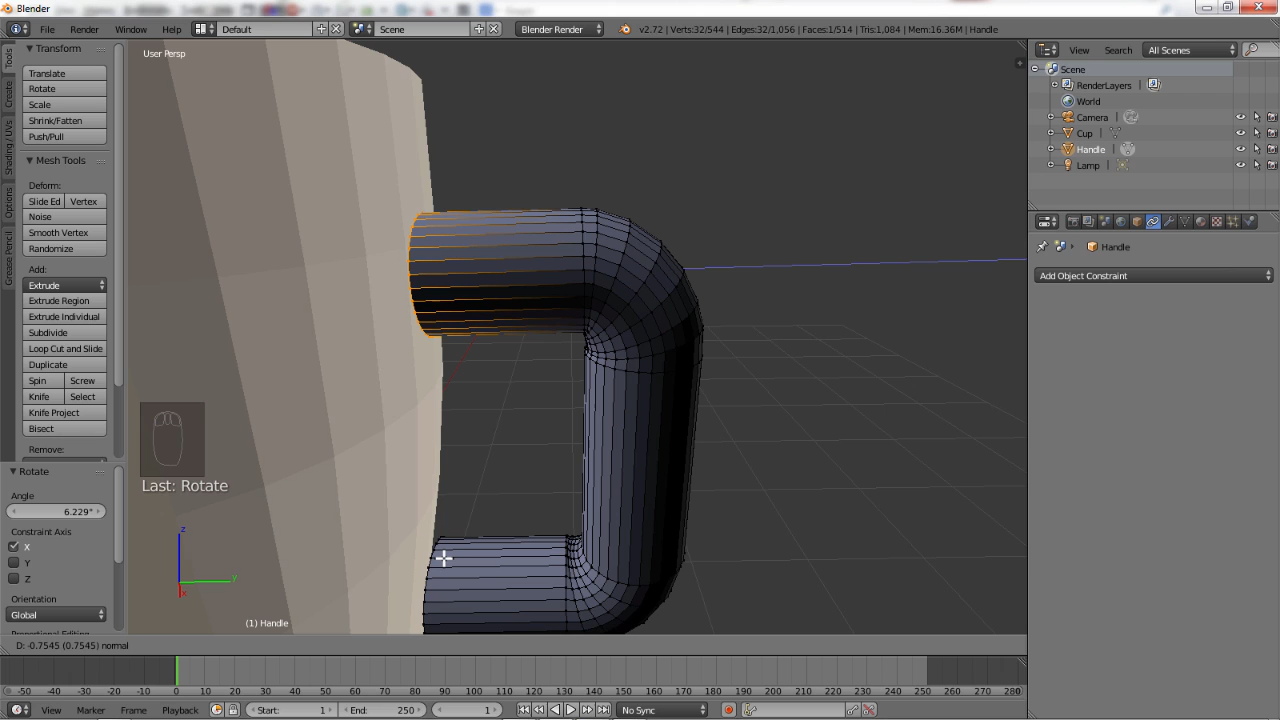 Blender
File Render Window Help Default Scene Blender Render v2.72 | Verts:32/544 | Edges:32/1,056 | Faces:1/514 | Tris:1,084 | Mem:16.36M | Handle
Tools
Create
Shading / UVs
Options
Grease Pencil
Transform
Translate
Rotate
Scale
Shrink/Fatten
Push/Pull
Mesh Tools
Deform:
Slide Ed Vertex
Noise
Smooth Vertex
Randomize
Add:
Extrude
Extrude Region
Extrude Individual
Subdivide
Loop Cut and Slide
Duplicate
Spin Screw
Knife Select
Knife Project
Bisect
Remove:
Rotate
Angle
6.229°
Constraint Axis
X
Y
Z
Orientation
Global
User Persp
Last: Rotate
z
y
x
(1) Handle
D: -0.7545 (0.7545) normal
View Search All Scenes
Scene
RenderLayers
World
Camera
Cup
Handle
Lamp
Handle
Add Object Constraint
-50 -40 -30 -20 -10 0 10 20 30 40 50 60 70 80 90 100 110 120 130 140 150 160 170 180 190 200 210 220 230 240 250 260 270 280
View Marker Frame Playback Start: 1 End: 250 1 No Sync